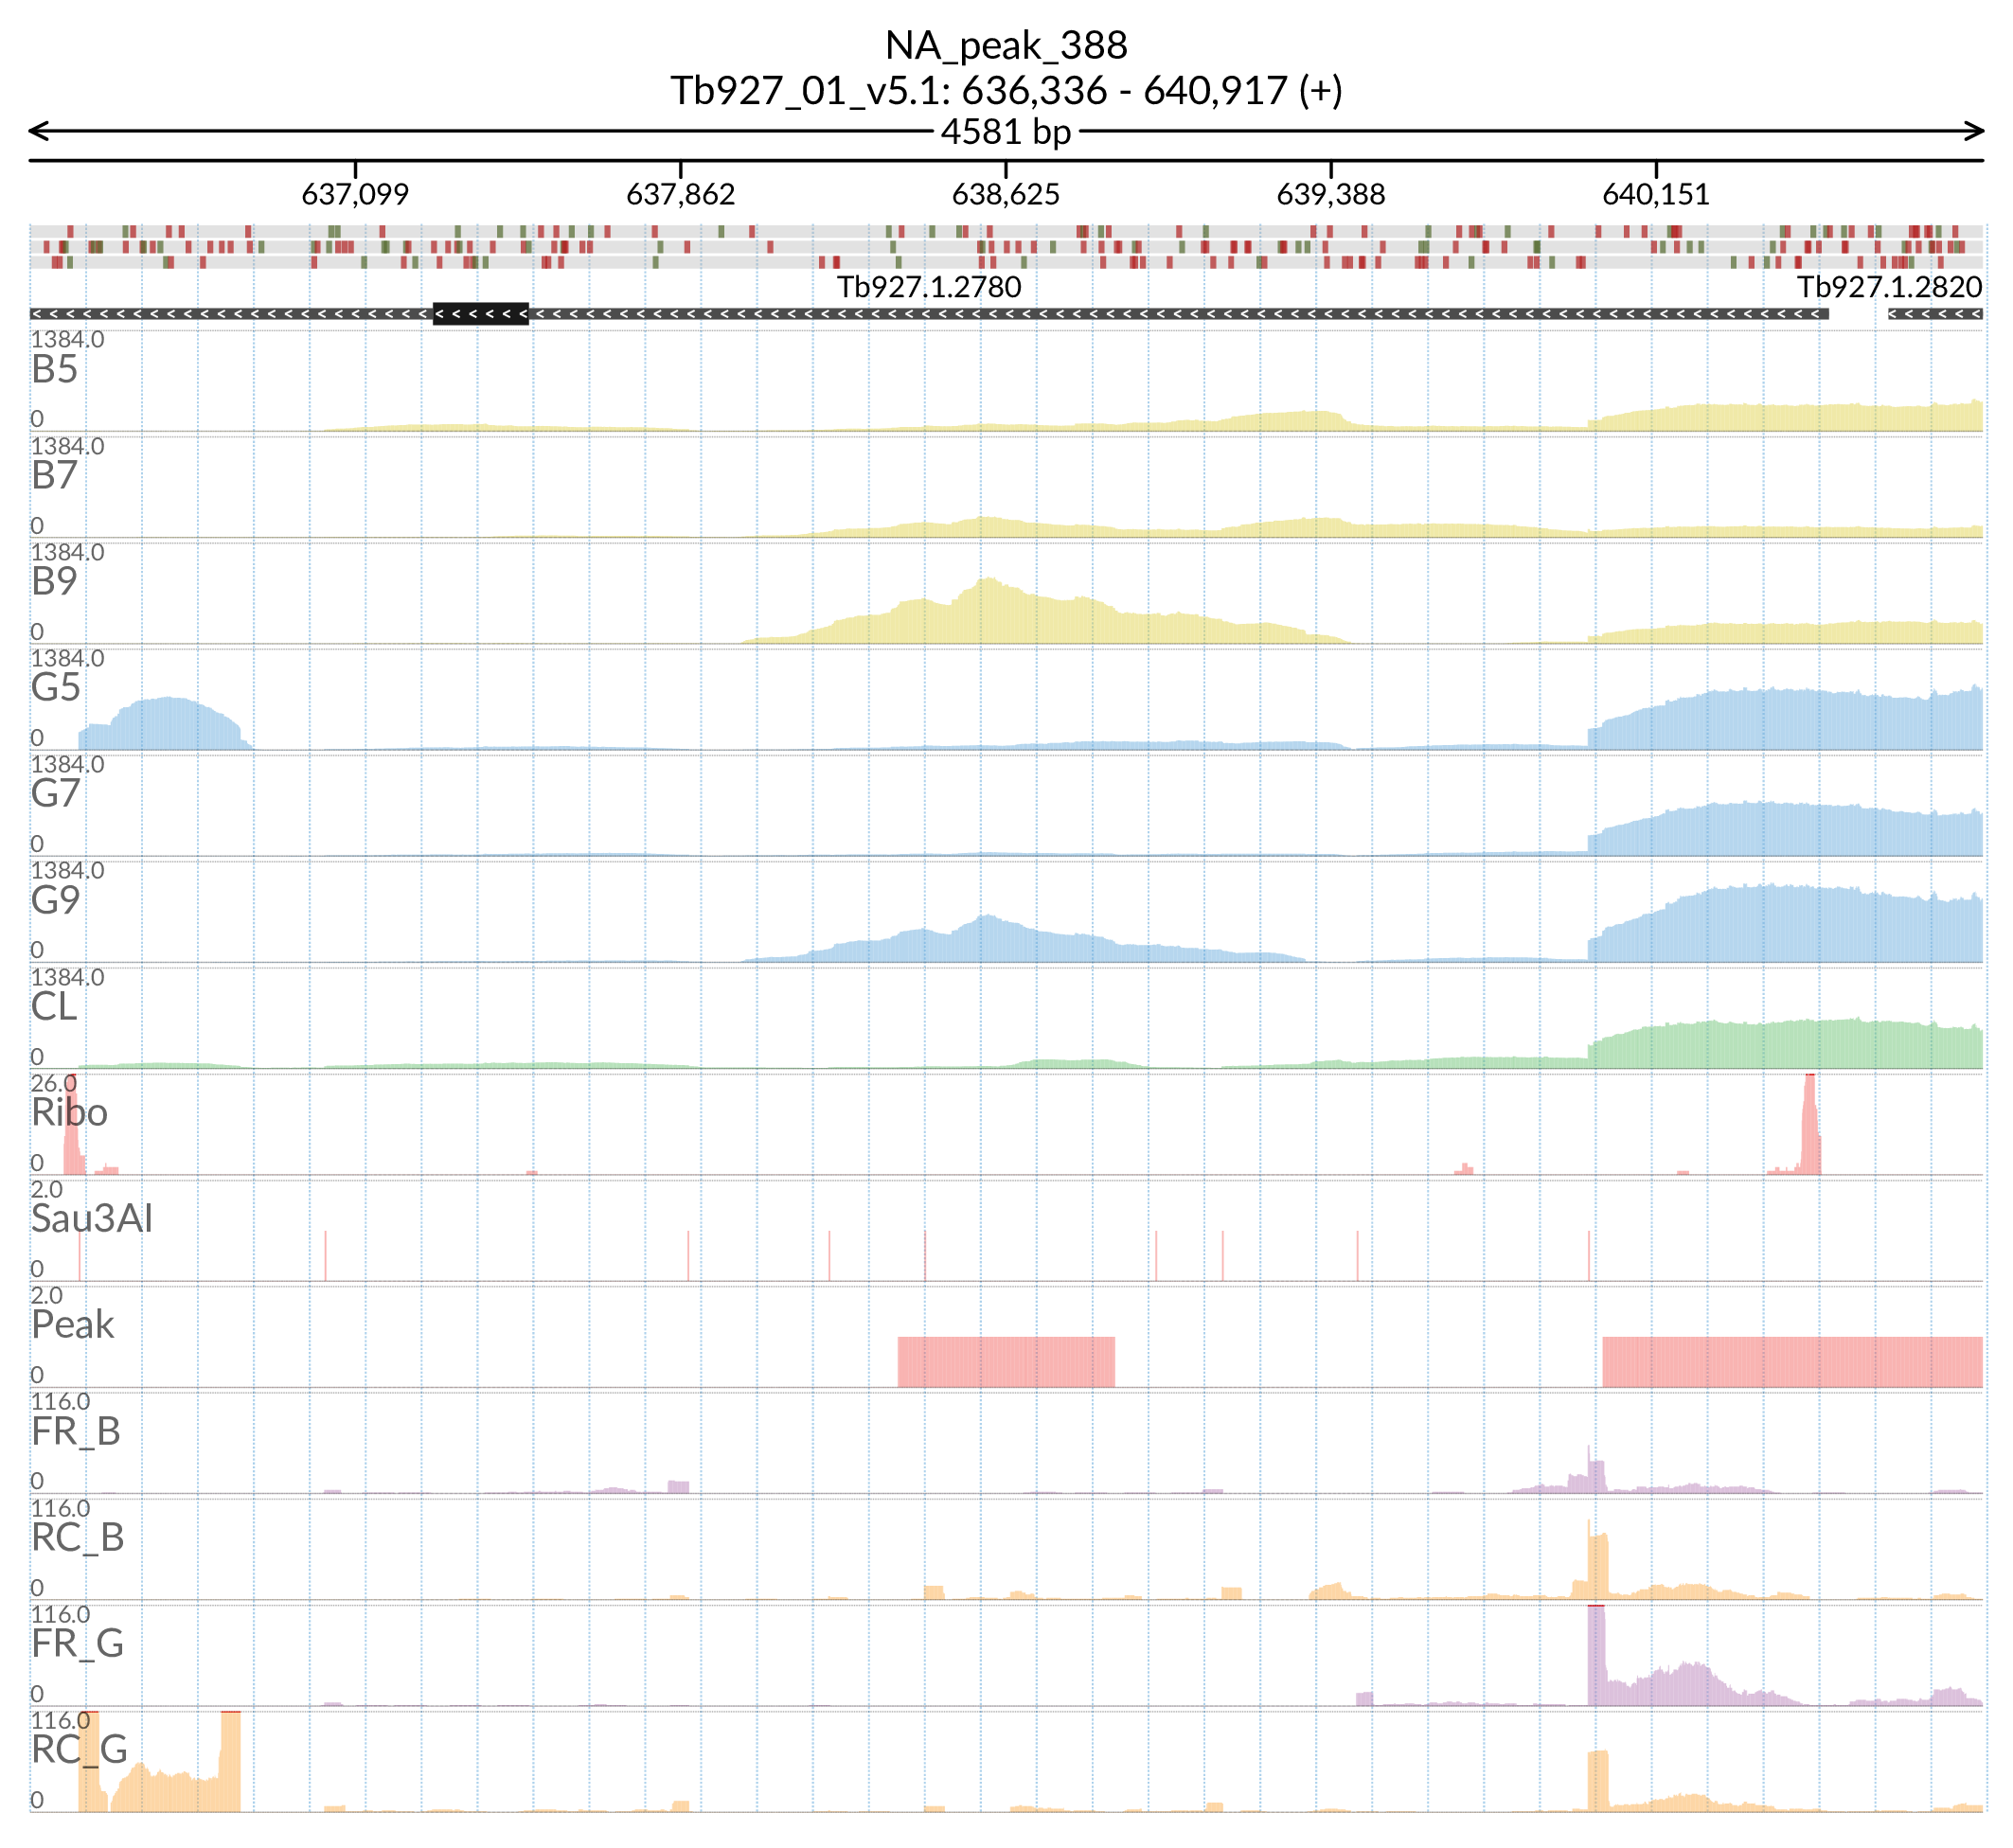 NA_peak_388
Tb927_01_v5.1: 636,336 - 640,917 (+)
4581 bp
637,099 637,862 638,625 639,388 640,151
Tb927.1.2780 Tb927.1.2820
1384.0
B5
0
1384.0
B7
0
1384.0
B9
0
1384.0
G5
0
1384.0
G7
0
1384.0
G9
0
1384.0
CL
0
26.0
Ribo
0
2.0
Sau3AI
0
2.0
Peak
0
116.0
FR_B
0
116.0
RC_B
0
116.0
FR_G
0
116.0
RC_G
0